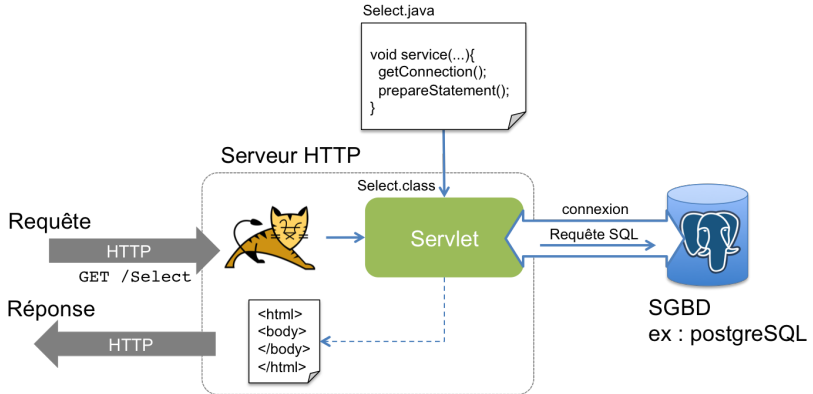 Select.java
void service(...){
getConnection();
prepareStatement();
}
Serveur HTTP
Select.class
Requête
HTTP
GET /Select
Servlet
connexion
Requête SQL
Réponse
HTTP
<html>
<body>
</body>
</html>
SGBD
ex : postgreSQL